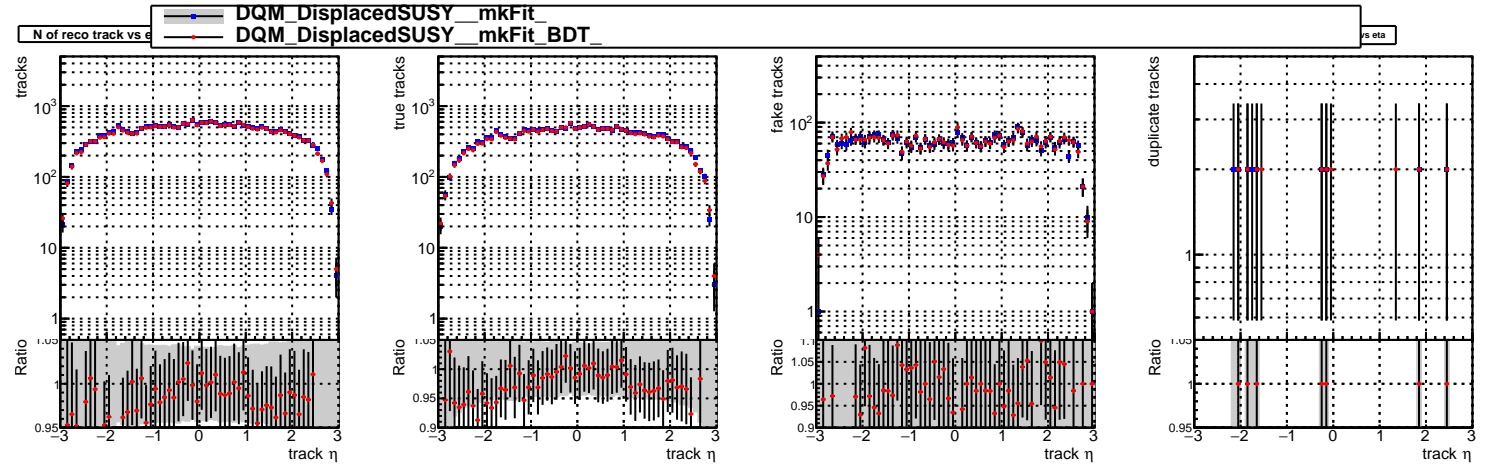 DQM_DisplacedSUSY__mkFit_
DQM_DisplacedSUSY__mkFit_BDT_
N of reco track vs e
vs eta
tracks
10³
10²
10
1
Ratio
1.05
1
0.95
−3 −2 −1 0 1 2 3
track η
true tracks
10³
10²
10
1
Ratio
1.05
1
0.95
0.9
−3 −2 −1 0 1 2 3
track η
fake tracks
10²
10
1
Ratio
1.1
1.05
1
0.95
0.9
−3 −2 −1 0 1 2 3
track η
duplicate tracks
1
Ratio
1.05
1
0.95
−3 −2 −1 0 1 2 3
track η